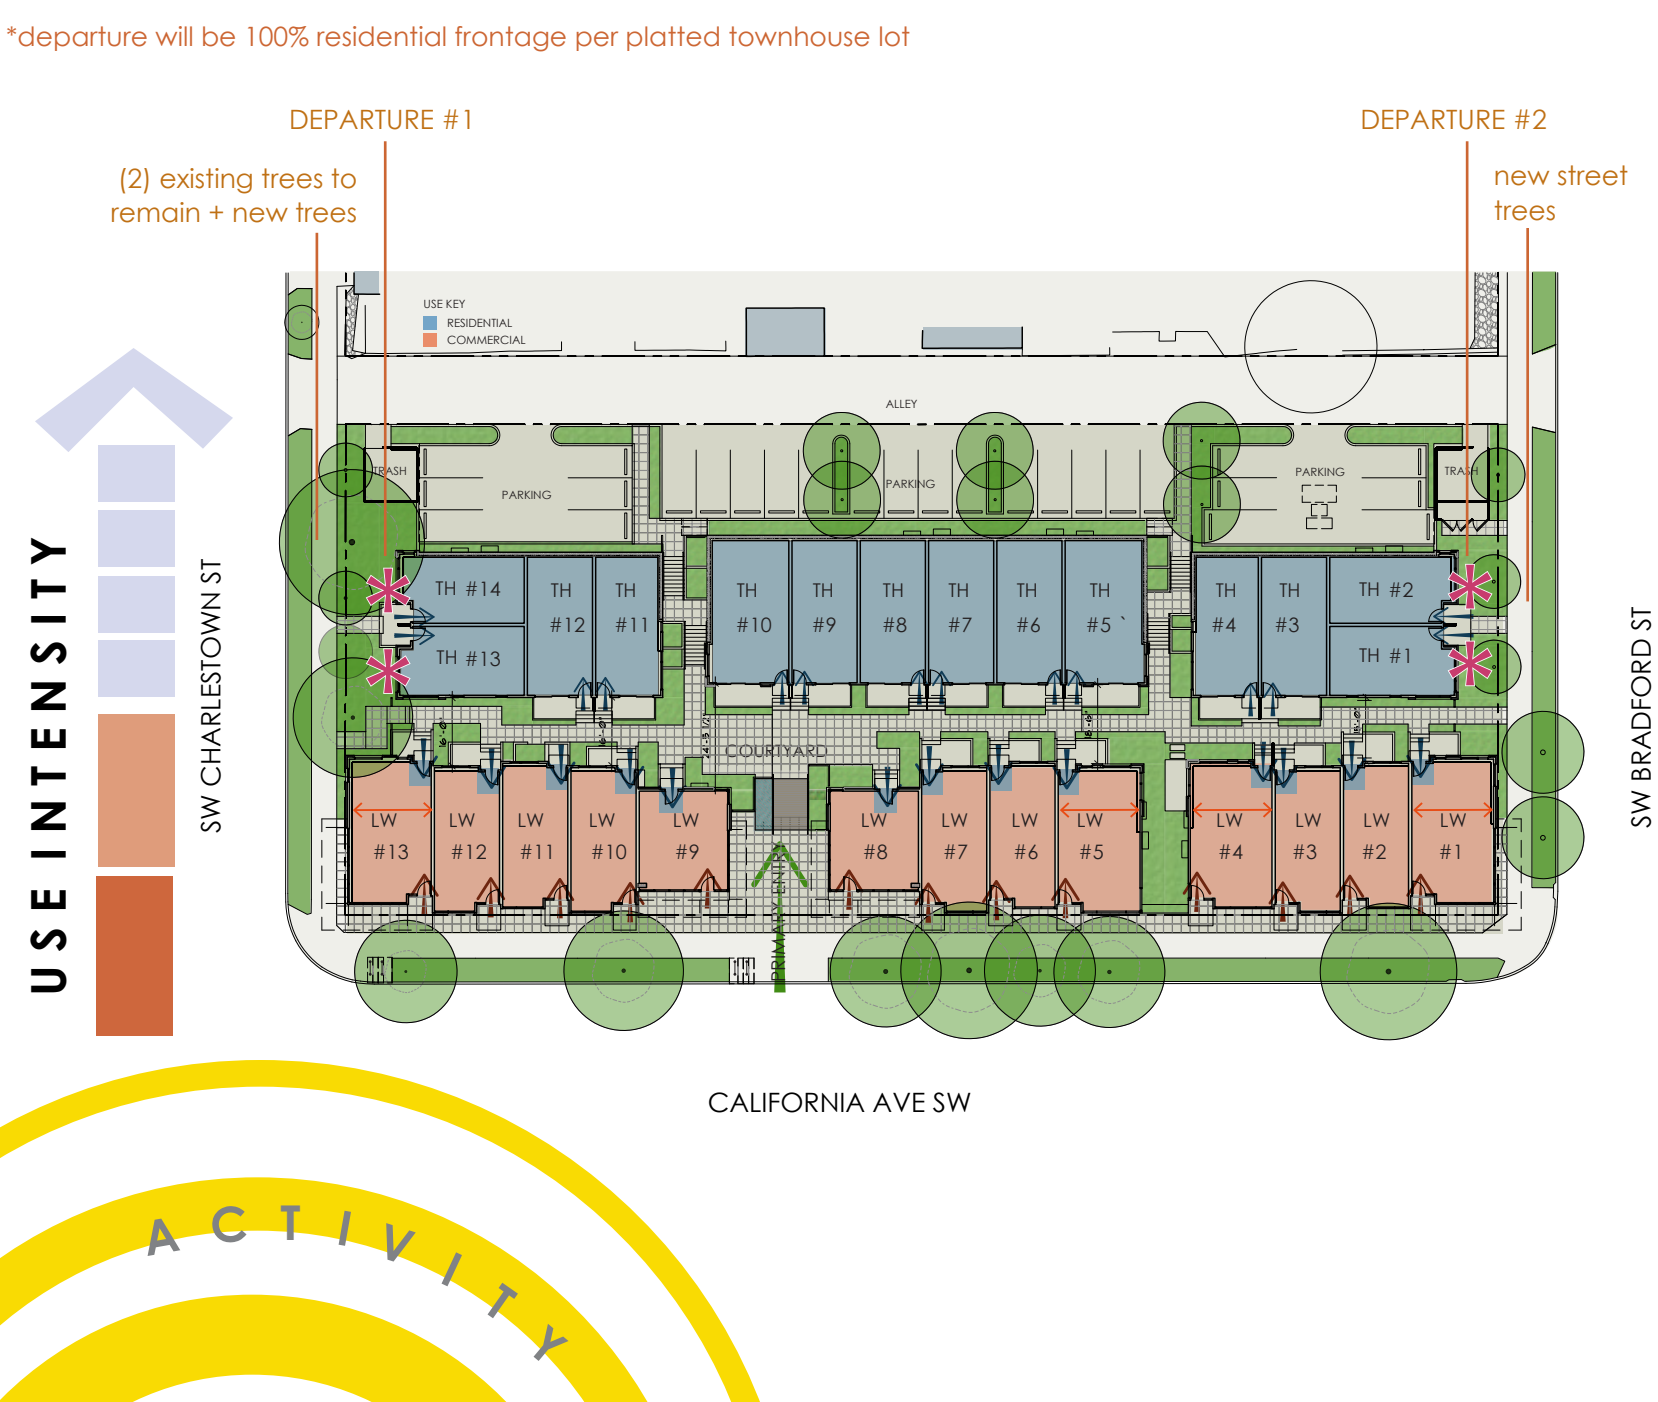 *departure will be 100% residential frontage per platted townhouse lot
DEPARTURE #1
DEPARTURE #2
(2) existing trees to
remain + new trees
new street
trees
USE KEY
RESIDENTIAL
COMMERCIAL
ALLEY
TRASH
PARKING
PARKING
PARKING
TRASH
USE INTENSITY
SW CHARLESTOWN ST
SW BRADFORD ST
TH #14
TH #13
TH
#12
TH
#11
TH
#10
TH
#9
TH
#8
TH
#7
TH
#6
TH
#5 `
TH
#4
TH
#3
TH #2
TH #1
16'-0"
16'-0"
COURTYARD
LW
#13
LW
#12
LW
#11
LW
#10
LW
#9
LW
#8
LW
#7
LW
#6
LW
#5
LW
#4
LW
#3
LW
#2
LW
#1
PRIMARY ENTRY
CALIFORNIA AVE SW
ACTIVITY